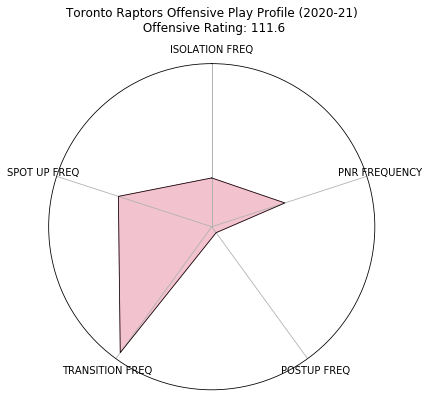 Toronto Raptors Offensive Play Profile (2020-21)
Offensive Rating: 111.6
ISOLATION FREQ
SPOT UP FREQ
PNR FREQUENCY
TRANSITION FREQ
POSTUP FREQ